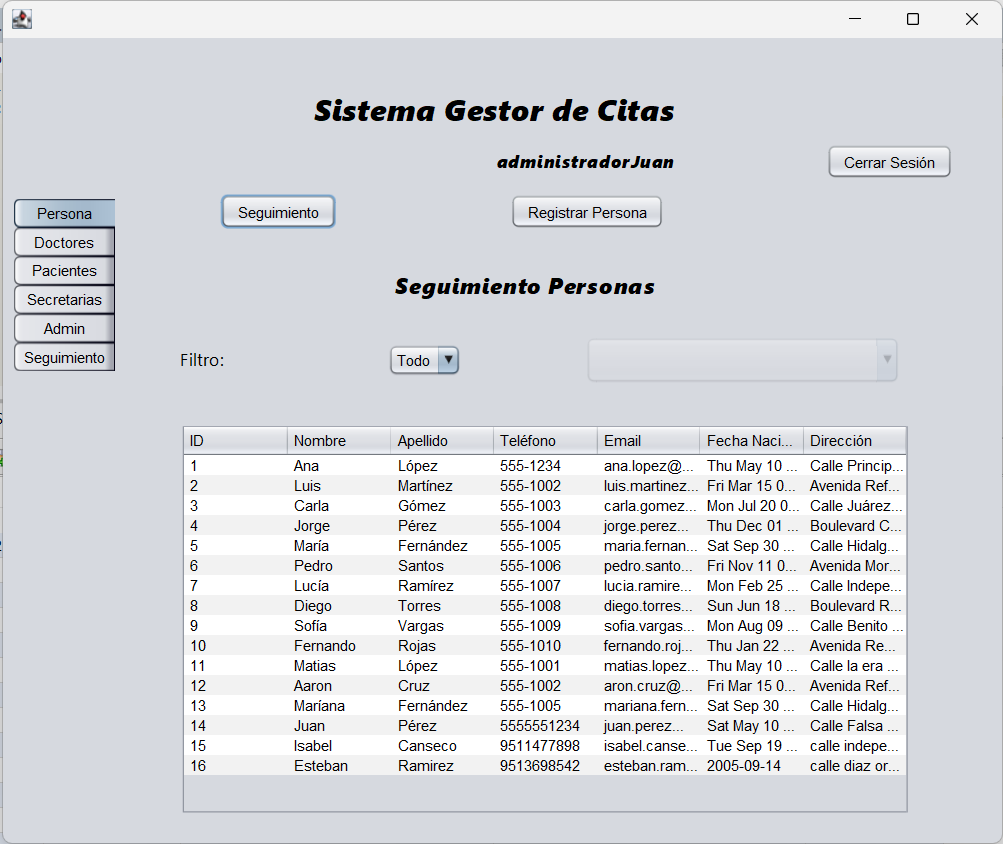 Sistema Gestor de Citas
administradorJuan
Cerrar Sesión
Persona
Doctores
Pacientes
Secretarias
Admin
Seguimiento
Seguimiento
Registrar Persona
Seguimiento Personas
Filtro:
Todo
ID Nombre Apellido Teléfono Email Fecha Naci... Dirección
1 Ana López 555-1234 ana.lopez@... Thu May 10 ... Calle Princip...
2 Luis Martínez 555-1002 luis.martinez... Fri Mar 15 0... Avenida Ref...
3 Carla Gómez 555-1003 carla.gomez... Mon Jul 20 0... Calle Juárez...
4 Jorge Pérez 555-1004 jorge.perez... Thu Dec 01 ... Boulevard C...
5 María Fernández 555-1005 maria.fernan... Sat Sep 30 ... Calle Hidalg...
6 Pedro Santos 555-1006 pedro.santo... Fri Nov 11 0... Avenida Mor...
7 Lucía Ramírez 555-1007 lucia.ramire... Mon Feb 25 ... Calle Indepe...
8 Diego Torres 555-1008 diego.torres... Sun Jun 18 ... Boulevard R...
9 Sofía Vargas 555-1009 sofia.vargas... Mon Aug 09 ... Calle Benito ...
10 Fernando Rojas 555-1010 fernando.roj... Thu Jan 22 ... Avenida Re...
11 Matias López 555-1001 matias.lopez... Thu May 10 ... Calle la era ...
12 Aaron Cruz 555-1002 aron.cruz@... Fri Mar 15 0... Avenida Ref...
13 Maríana Fernández 555-1005 mariana.fern... Sat Sep 30 ... Calle Hidalg...
14 Juan Pérez 5555551234 juan.perez... Sat May 10 ... Calle Falsa ...
15 Isabel Canseco 9511477898 isabel.canse... Tue Sep 19 ... calle indepe...
16 Esteban Ramirez 9513698542 esteban.ram... 2005-09-14 calle diaz or...